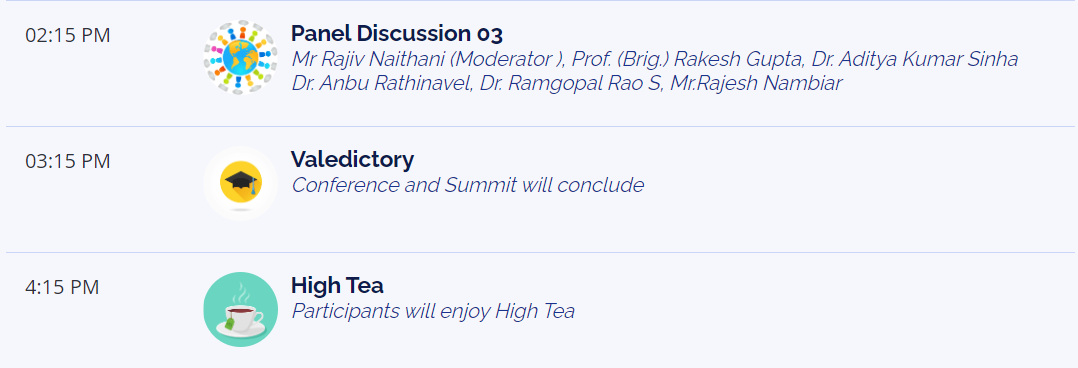 02:15 PM
Panel Discussion 03
Mr Rajiv Naithani (Moderator ), Prof. (Brig.) Rakesh Gupta, Dr. Aditya Kumar Sinha
Dr. Anbu Rathinavel, Dr. Ramgopal Rao S, Mr.Rajesh Nambiar
03:15 PM
Valedictory
Conference and Summit will conclude
4:15 PM
High Tea
Participants will enjoy High Tea